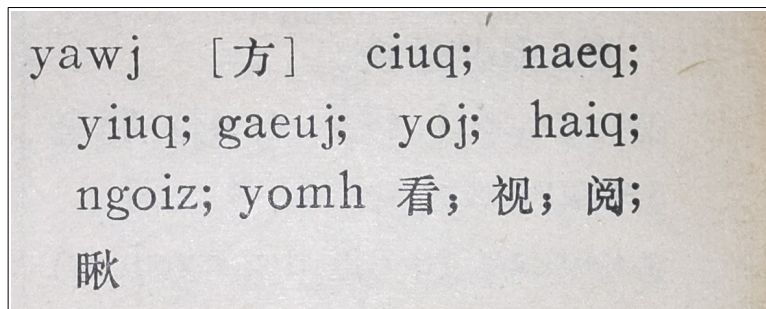 yawj [方] ciuq; naeq;
yiuq; gaeuj; yoj; haiq;
ngoiz; yomh 看；视；阅；
瞅